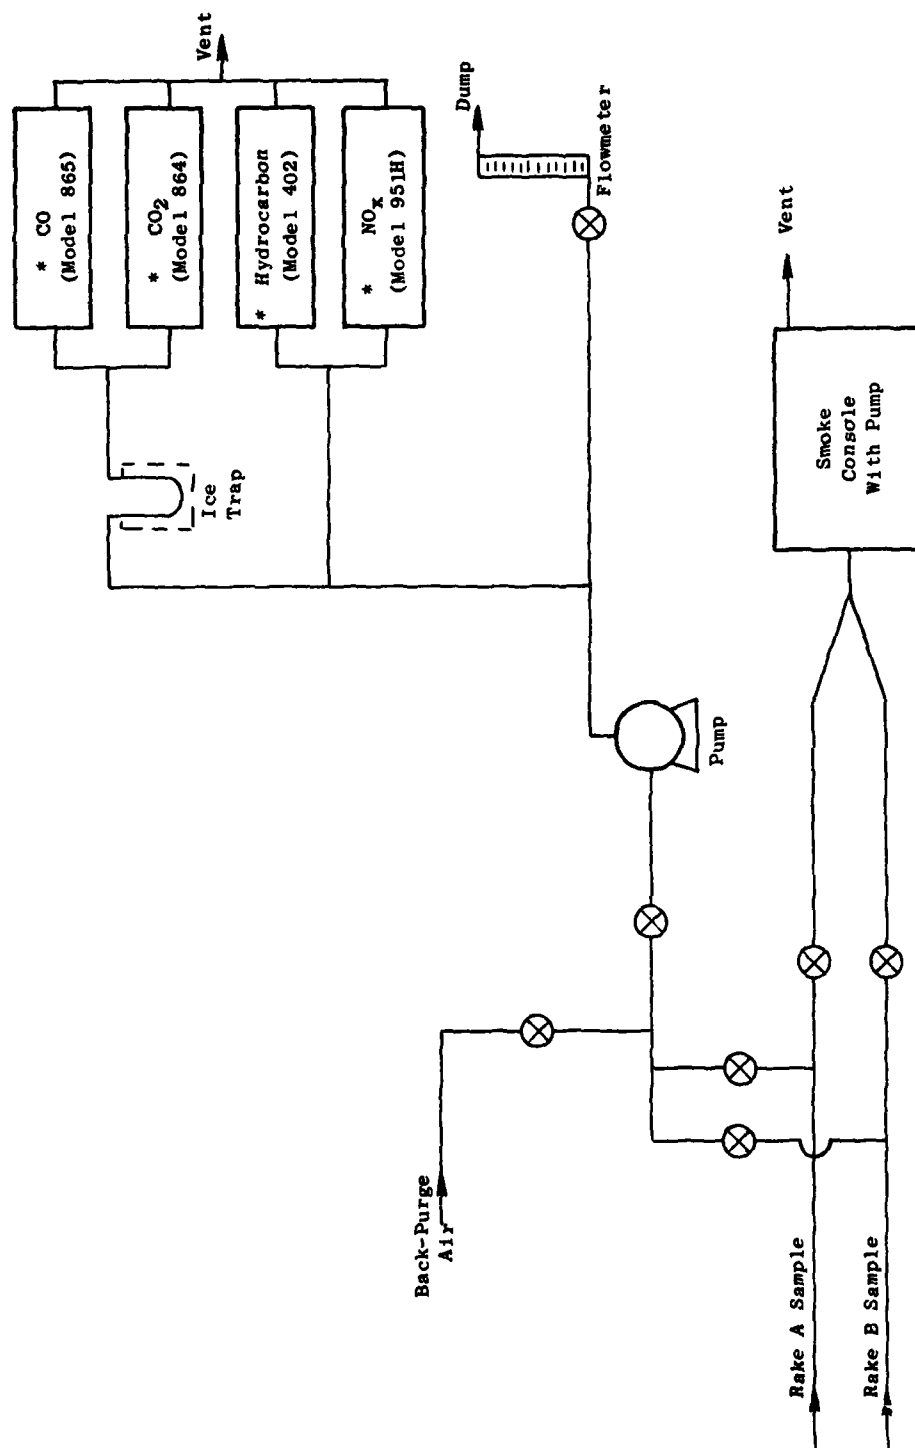 * CO
(Model 865)
* CO2
(Model 864)
* Hydrocarbon
(Model 402)
* NOx
(Model 951H)
Vent
Ice
Trap
Dump
Flowmeter
Pump
Back-Purge
Air
Smoke
Console
With Pump
Vent
Rake A Sample
Rake B Sample